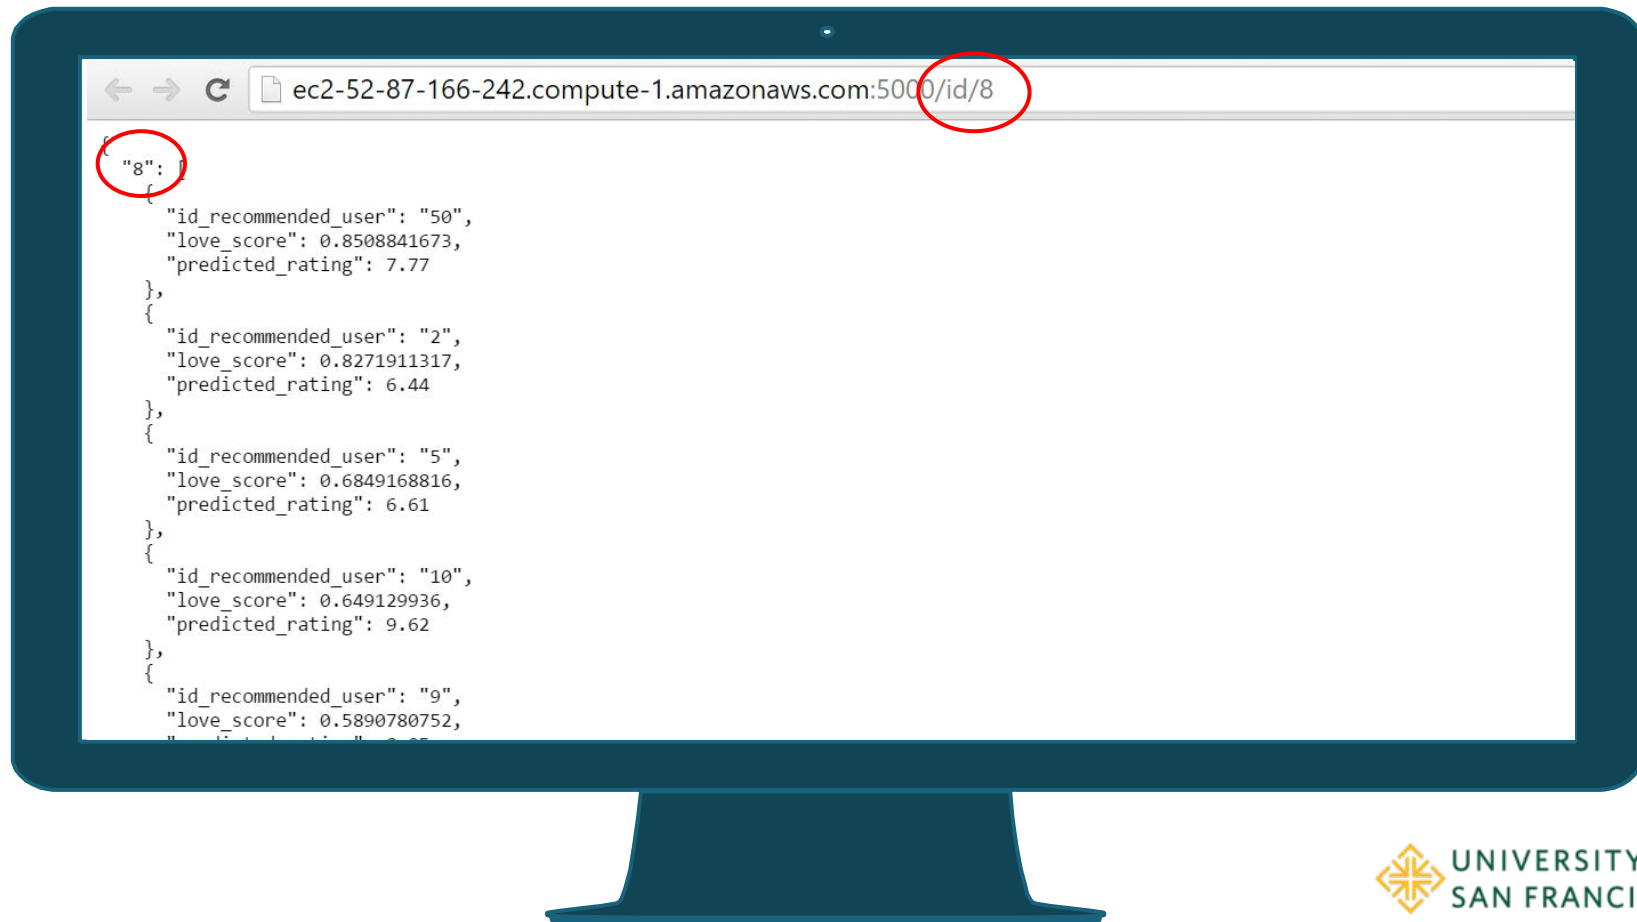 ec2-52-87-166-242.compute-1.amazonaws.com:5000/id/8
{
"8": [
{
"id_recommended_user": "50",
"love_score": 0.8508841673,
"predicted_rating": 7.77
},
{
"id_recommended_user": "2",
"love_score": 0.8271911317,
"predicted_rating": 6.44
},
{
"id_recommended_user": "5",
"love_score": 0.6849168816,
"predicted_rating": 6.61
},
{
"id_recommended_user": "10",
"love_score": 0.649129936,
"predicted_rating": 9.62
},
{
"id_recommended_user": "9",
"love_score": 0.5890780752,
UNIVERSITY
SAN FRANCI